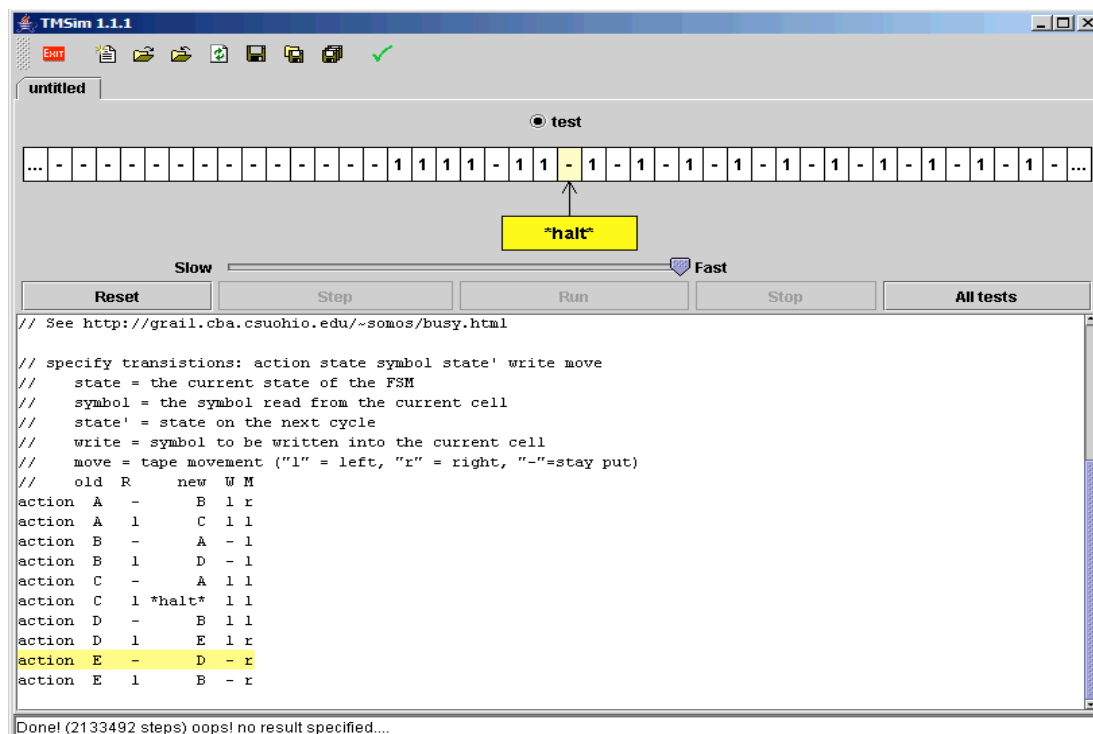 TMSim 1.1.1
EXIT
untitled
test
... - - - - - - - - - - - - - - 1 1 1 1 - 1 1 - 1 - 1 - 1 - 1 - 1 - 1 - 1 - 1 - 1 - 1 - ...
*halt*
Slow Fast
Reset Step Run Stop All tests
// See http://grail.cba.csuohio.edu/~somos/busy.html
// specify transistions: action state symbol state' write move
// state = the current state of the FSM
// symbol = the symbol read from the current cell
// state' = state on the next cycle
// write = symbol to be written into the current cell
// move = tape movement ("l" = left, "r" = right, "-"=stay put)
// old R new W M
action A - B 1 r
action A 1 C 1 l
action B - A - l
action B 1 D - l
action C - A 1 l
action C 1 *halt* 1 l
action D - B 1 l
action D 1 E 1 r
action E - D - r
action E 1 B - r
Done! (2133492 steps) oops! no result specified....